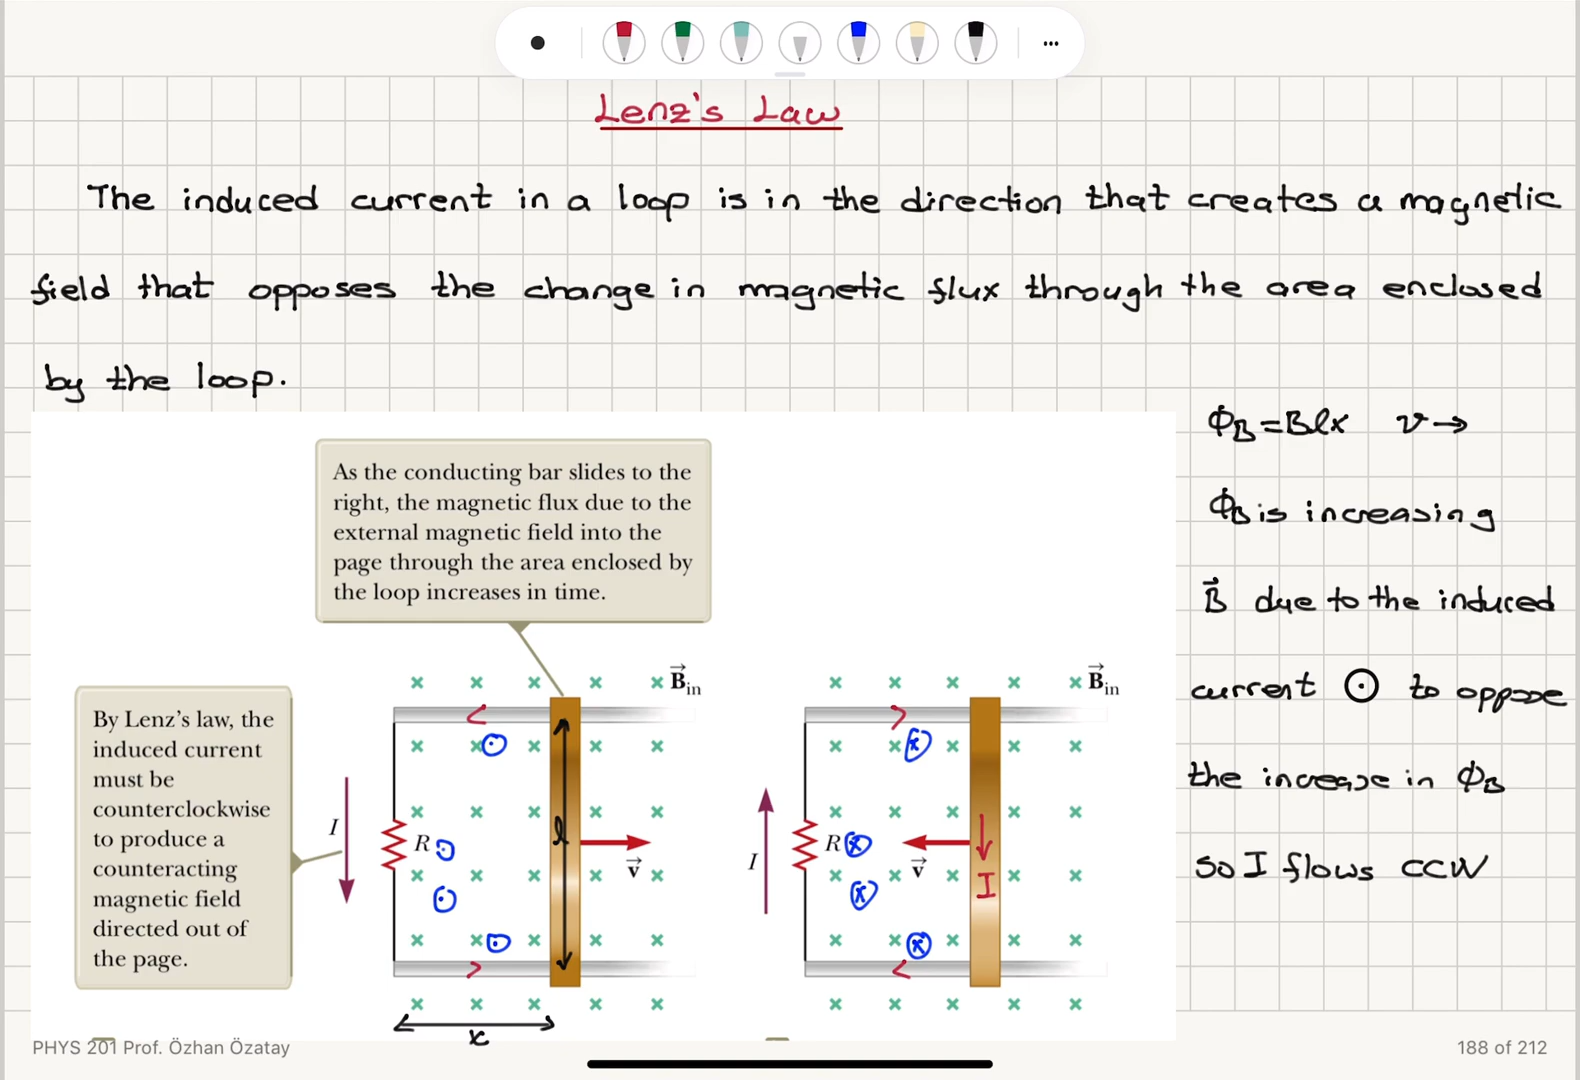 Lenz's Law
The induced current in a loop is in the direction that creates a magnetic
field that opposes the change in magnetic flux through the area enclosed
by the loop.
As the conducting bar slides to the
right, the magnetic flux due to the
external magnetic field into the
page through the area enclosed by
the loop increases in time.
By Lenz's law, the
induced current
must be
counterclockwise
to produce a
counteracting
magnetic field
directed out of
the page.
B⃗in
I
R
ℓ
v⃗
x
B⃗in
I
R
v⃗
I
ΦB = Bℓx v →
ΦB is increasing
B⃗ due to the induced
current ⊙ to oppose
the increase in ΦB
so I flows CCW
PHYS 201 Prof. Özhan Özatay
188 of 212